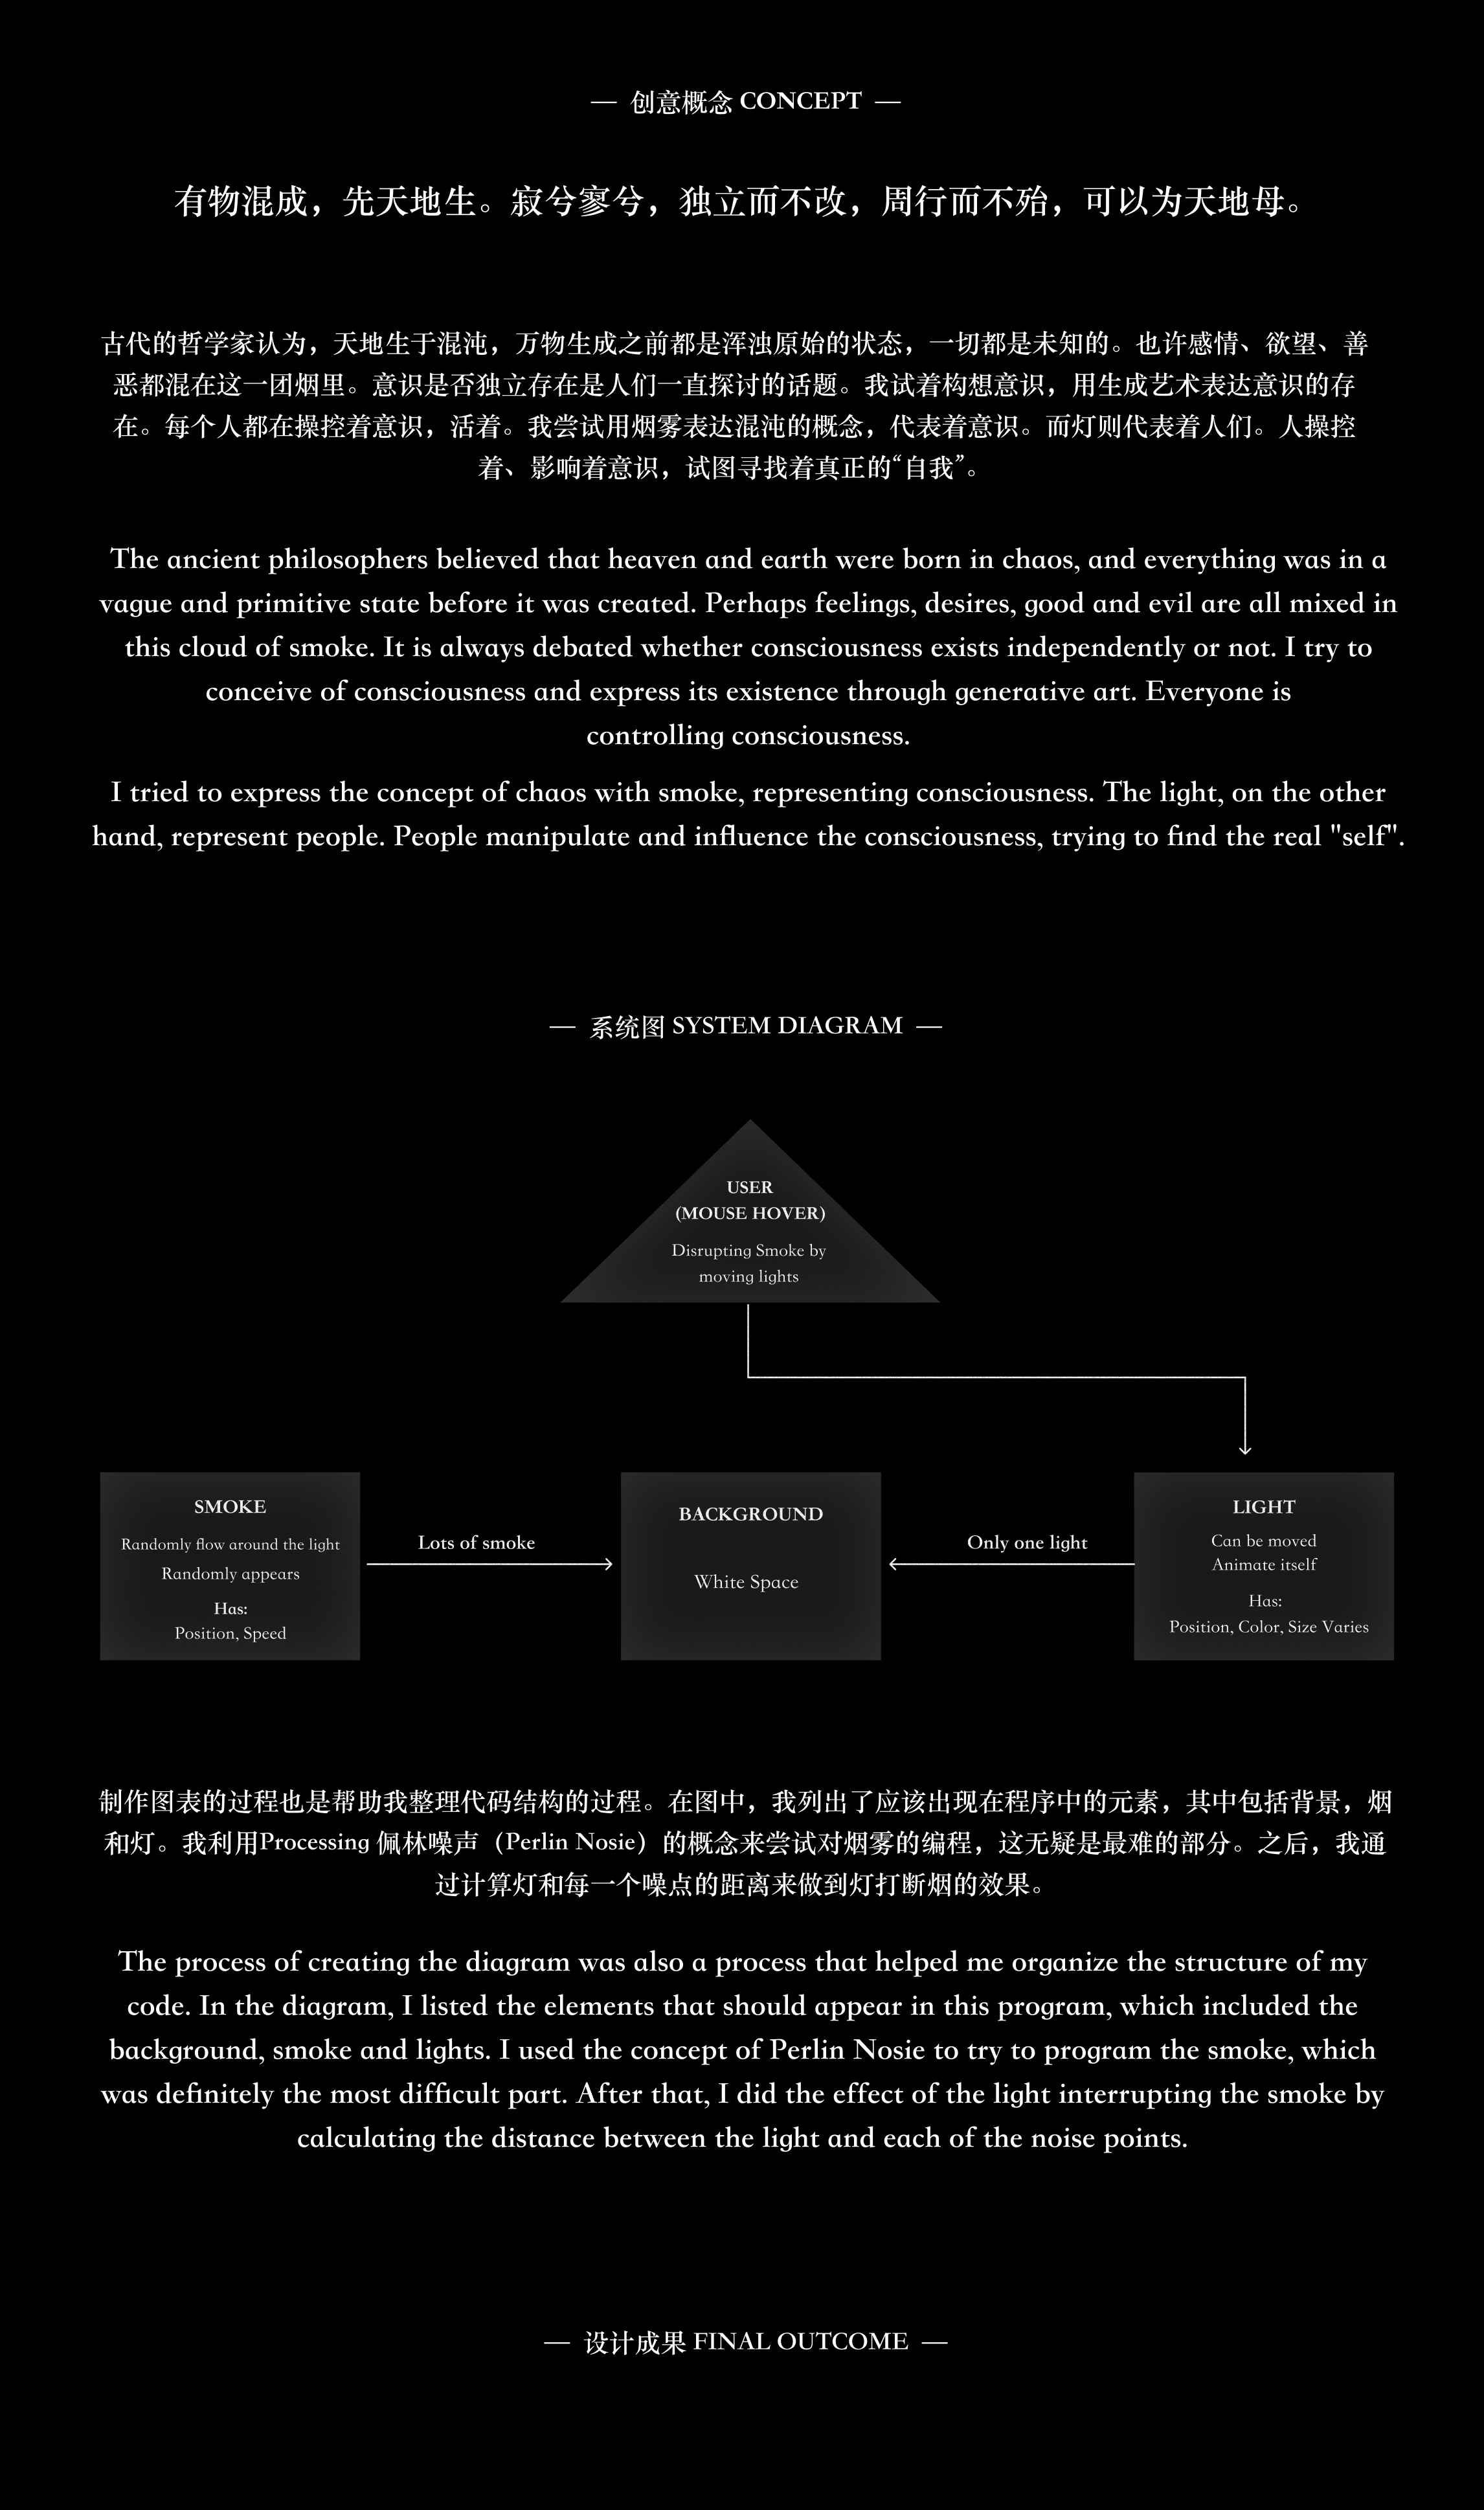 — 创意概念 CONCEPT —
有物混成，先天地生。寂兮寥兮，独立而不改，周行而不殆，可以为天地母。
古代的哲学家认为，天地生于混沌，万物生成之前都是浑浊原始的状态，一切都是未知的。也许感情、欲望、善
恶都混在这一团烟里。意识是否独立存在是人们一直探讨的话题。我试着构想意识，用生成艺术表达意识的存
在。每个人都在操控着意识，活着。我尝试用烟雾表达混沌的概念，代表着意识。而灯则代表着人们。人操控
着、影响着意识，试图寻找着真正的“自我”。
The ancient philosophers believed that heaven and earth were born in chaos, and everything was in a
vague and primitive state before it was created. Perhaps feelings, desires, good and evil are all mixed in
this cloud of smoke. It is always debated whether consciousness exists independently or not. I try to
conceive of consciousness and express its existence through generative art. Everyone is
controlling consciousness.
I tried to express the concept of chaos with smoke, representing consciousness. The light, on the other
hand, represent people. People manipulate and influence the consciousness, trying to find the real "self".
— 系统图 SYSTEM DIAGRAM —
USER
(MOUSE HOVER)
Disrupting Smoke by
moving lights
SMOKE
Randomly flow around the light
Randomly appears
Has:
Position, Speed
Lots of smoke
BACKGROUND
White Space
Only one light
LIGHT
Can be moved
Animate itself
Has:
Position, Color, Size Varies
制作图表的过程也是帮助我整理代码结构的过程。在图中，我列出了应该出现在程序中的元素，其中包括背景，烟
和灯。我利用Processing 佩林噪声（Perlin Nosie）的概念来尝试对烟雾的编程，这无疑是最难的部分。之后，我通
过计算灯和每一个噪点的距离来做到灯打断烟的效果。
The process of creating the diagram was also a process that helped me organize the structure of my
code. In the diagram, I listed the elements that should appear in this program, which included the
background, smoke and lights. I used the concept of Perlin Nosie to try to program the smoke, which
was definitely the most difficult part. After that, I did the effect of the light interrupting the smoke by
calculating the distance between the light and each of the noise points.
— 设计成果 FINAL OUTCOME —